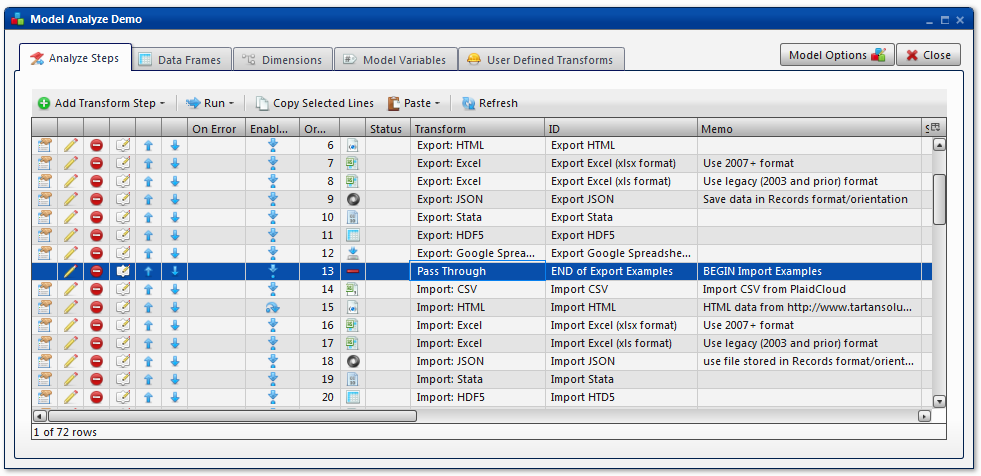 Model Analyze Demo
Analyze Steps Data Frames Dimensions Model Variables User Defined Transforms Model Options Close
Add Transform Step Run Copy Selected Lines Paste Refresh
On Error Enabl... Or... Status Transform ID Memo
6 Export: HTML Export HTML
7 Export: Excel Export Excel (xlsx format) Use 2007+ format
8 Export: Excel Export Excel (xls format) Use legacy (2003 and prior) format
9 Export: JSON Export JSON Save data in Records format/orientation
10 Export: Stata Export Stata
11 Export: HDF5 Export HDF5
12 Export: Google Sprea... Export Google Spreadshe...
13 Pass Through END of Export Examples BEGIN Import Examples
14 Import: CSV Import CSV Import CSV from PlaidCloud
15 Import: HTML Import HTML HTML data from http://www.tartansolu...
16 Import: Excel Import Excel (xlsx format) Use 2007+ format
17 Import: Excel Import Excel (xls format) Use legacy (2003 and prior) format
18 Import: JSON Import JSON use file stored in Records format/orient...
19 Import: Stata Import Stata
20 Import: HDF5 Import HTD5
1 of 72 rows